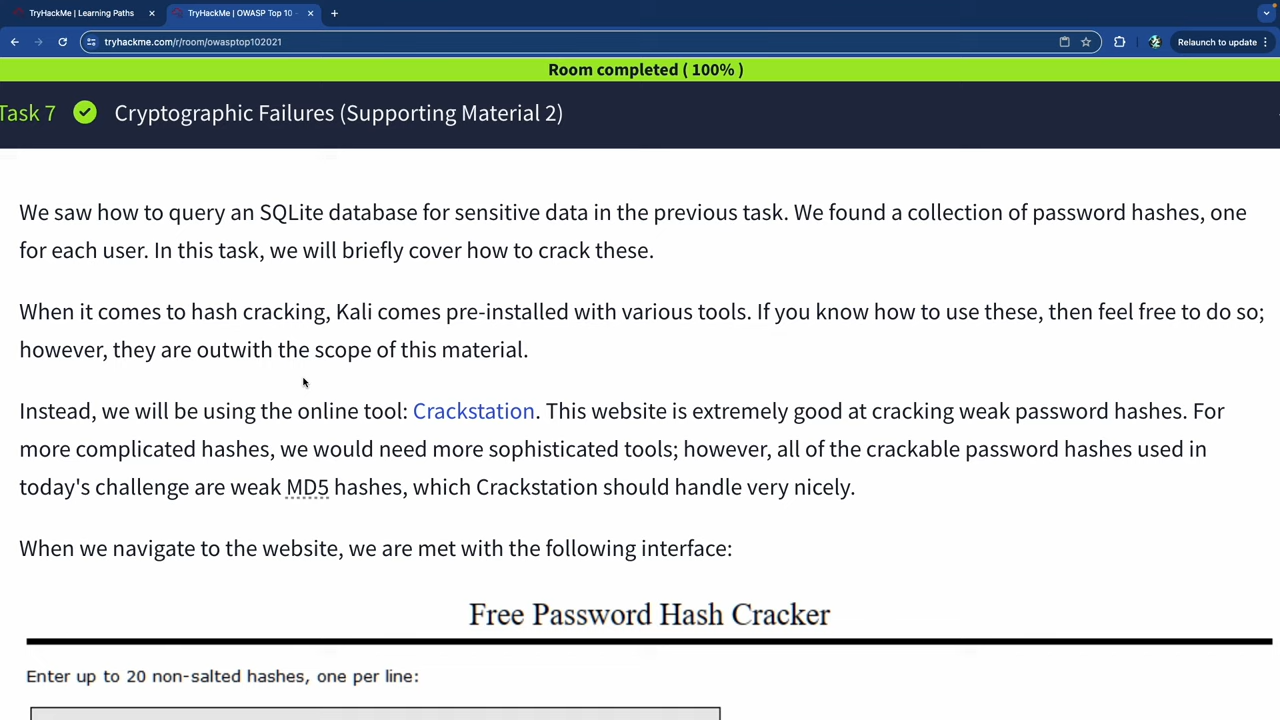 TryHackMe | Learning Paths
TryHackMe | OWASP Top 10 -
tryhackme.com/r/room/owasptop102021
Relaunch to update
Room completed ( 100% )
Task 7
Cryptographic Failures (Supporting Material 2)
We saw how to query an SQLite database for sensitive data in the previous task. We found a collection of password hashes, one
for each user. In this task, we will briefly cover how to crack these.
When it comes to hash cracking, Kali comes pre-installed with various tools. If you know how to use these, then feel free to do so;
however, they are outwith the scope of this material.
Instead, we will be using the online tool: Crackstation. This website is extremely good at cracking weak password hashes. For
more complicated hashes, we would need more sophisticated tools; however, all of the crackable password hashes used in
today's challenge are weak MD5 hashes, which Crackstation should handle very nicely.
When we navigate to the website, we are met with the following interface:
Free Password Hash Cracker
Enter up to 20 non-salted hashes, one per line: